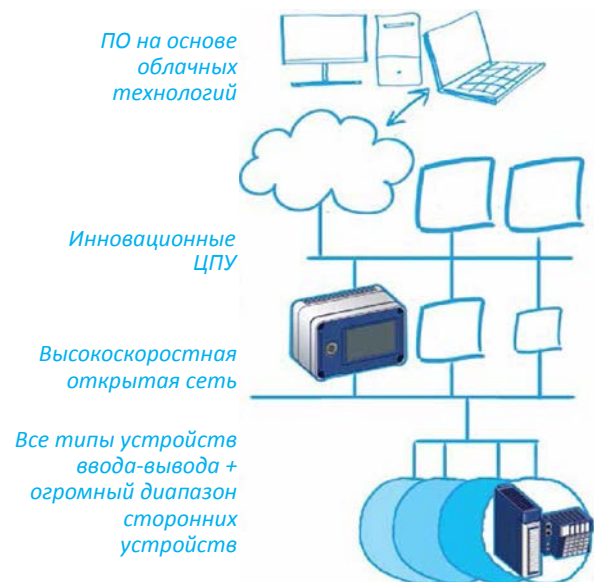 ПО на основе
облачных
технологий
Инновационные
ЦПУ
Высокоскоростная
открытая сеть
Все типы устройств
ввода-вывода +
огромный диапазон
сторонних
устройств